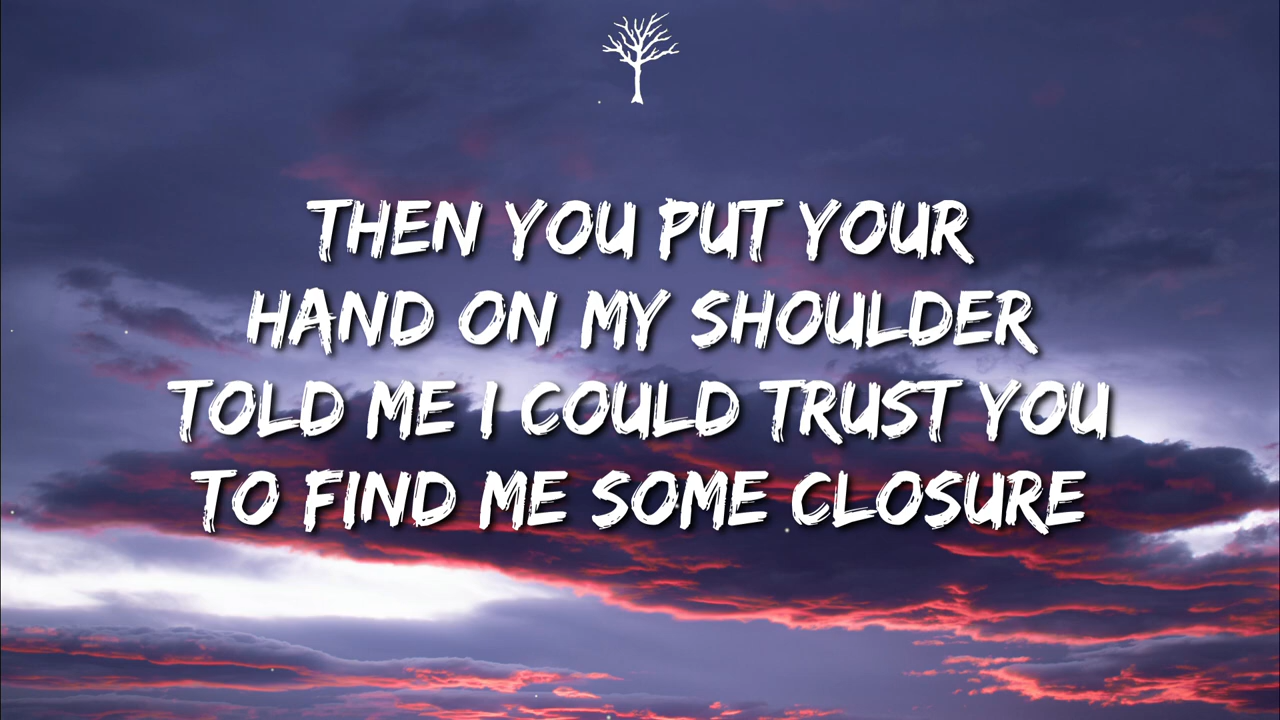 THEN YOU PUT YOUR
HAND ON MY SHOULDER
TOLD ME I COULD TRUST YOU
TO FIND ME SOME CLOSURE